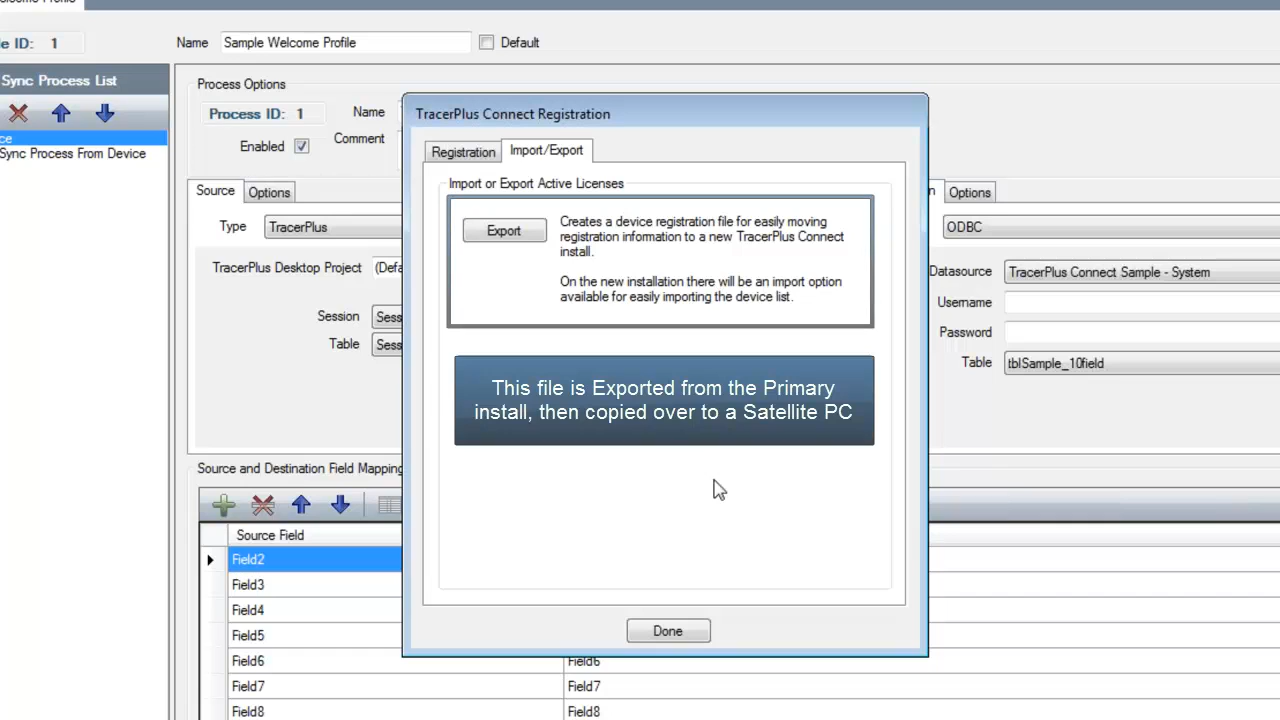 e ID: 1
Name Sample Welcome Profile Default
Sync Process List
Process Options
Process ID: 1 Name
Enabled Comment
ce
Sync Process From Device
Source Options
Type TracerPlus
TracerPlus Desktop Project (Defa
Session Sess
Table Sess
TracerPlus Connect Registration
Registration Import/Export
Import or Export Active Licenses
Export
Creates a device registration file for easily moving
registration information to a new TracerPlus Connect
install.
On the new installation there will be an import option
available for easily importing the device list.
This file is Exported from the Primary
install, then copied over to a Satellite PC
Done
n Options
ODBC
Datasource TracerPlus Connect Sample - System
Username
Password
Table tblSample_10field
Source and Destination Field Mapping
Source Field
Field2
Field3
Field4
Field5
Field6 Field6
Field7 Field7
Field8 Field8